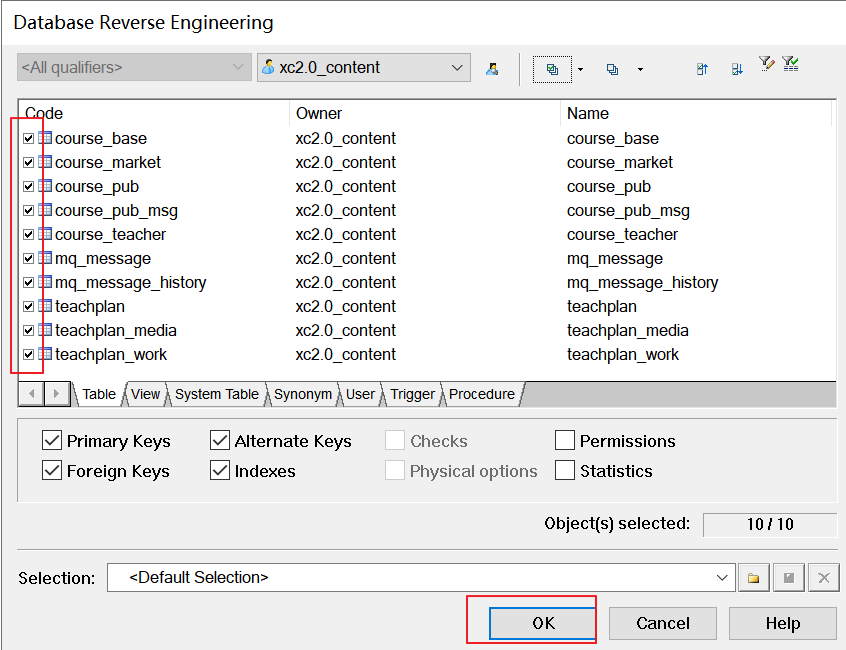 Database Reverse Engineering
<All qualifiers> xc2.0_content
Code Owner Name
course_base xc2.0_content course_base
course_market xc2.0_content course_market
course_pub xc2.0_content course_pub
course_pub_msg xc2.0_content course_pub_msg
course_teacher xc2.0_content course_teacher
mq_message xc2.0_content mq_message
mq_message_history xc2.0_content mq_message_history
teachplan xc2.0_content teachplan
teachplan_media xc2.0_content teachplan_media
teachplan_work xc2.0_content teachplan_work
Table View System Table Synonym User Trigger Procedure
Primary Keys Alternate Keys Checks Permissions
Foreign Keys Indexes Physical options Statistics
Object(s) selected: 10 / 10
Selection: <Default Selection>
OK Cancel Help